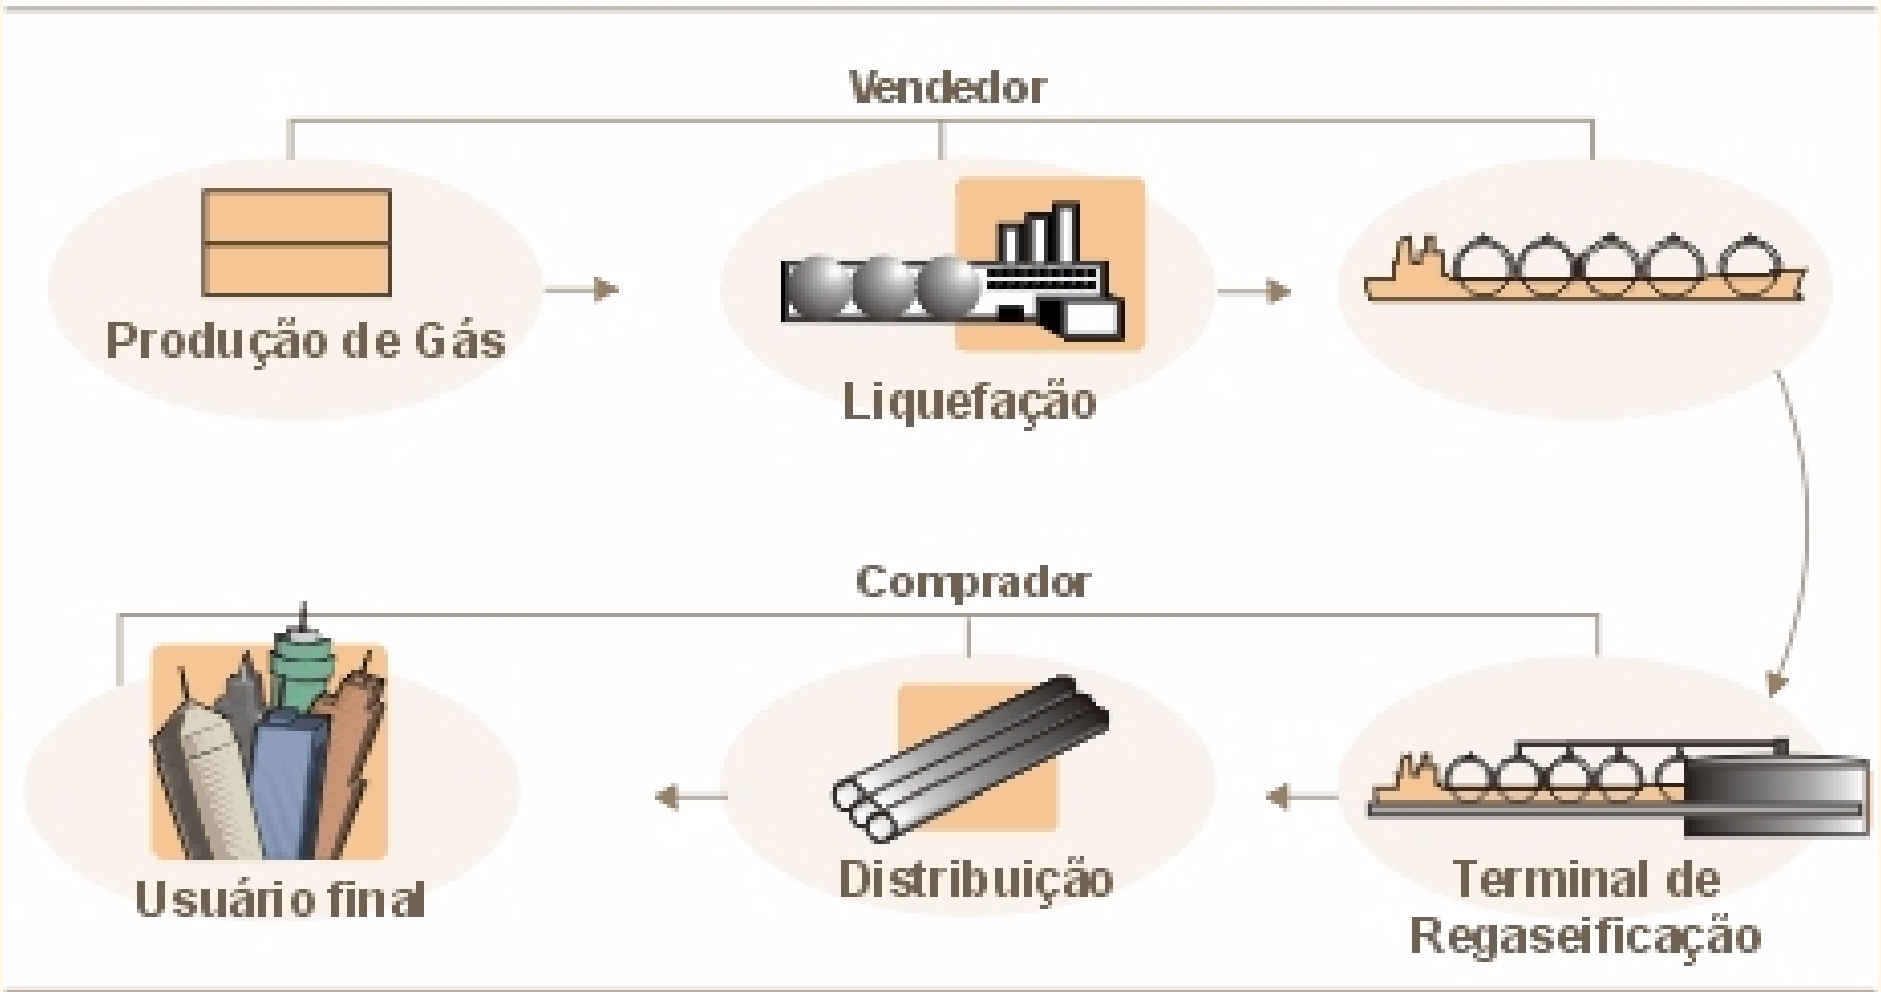 Vendedor
Produção de Gás
Liquefação
Comprador
Usuário final
Distribuição
Terminal de
Regaseificação